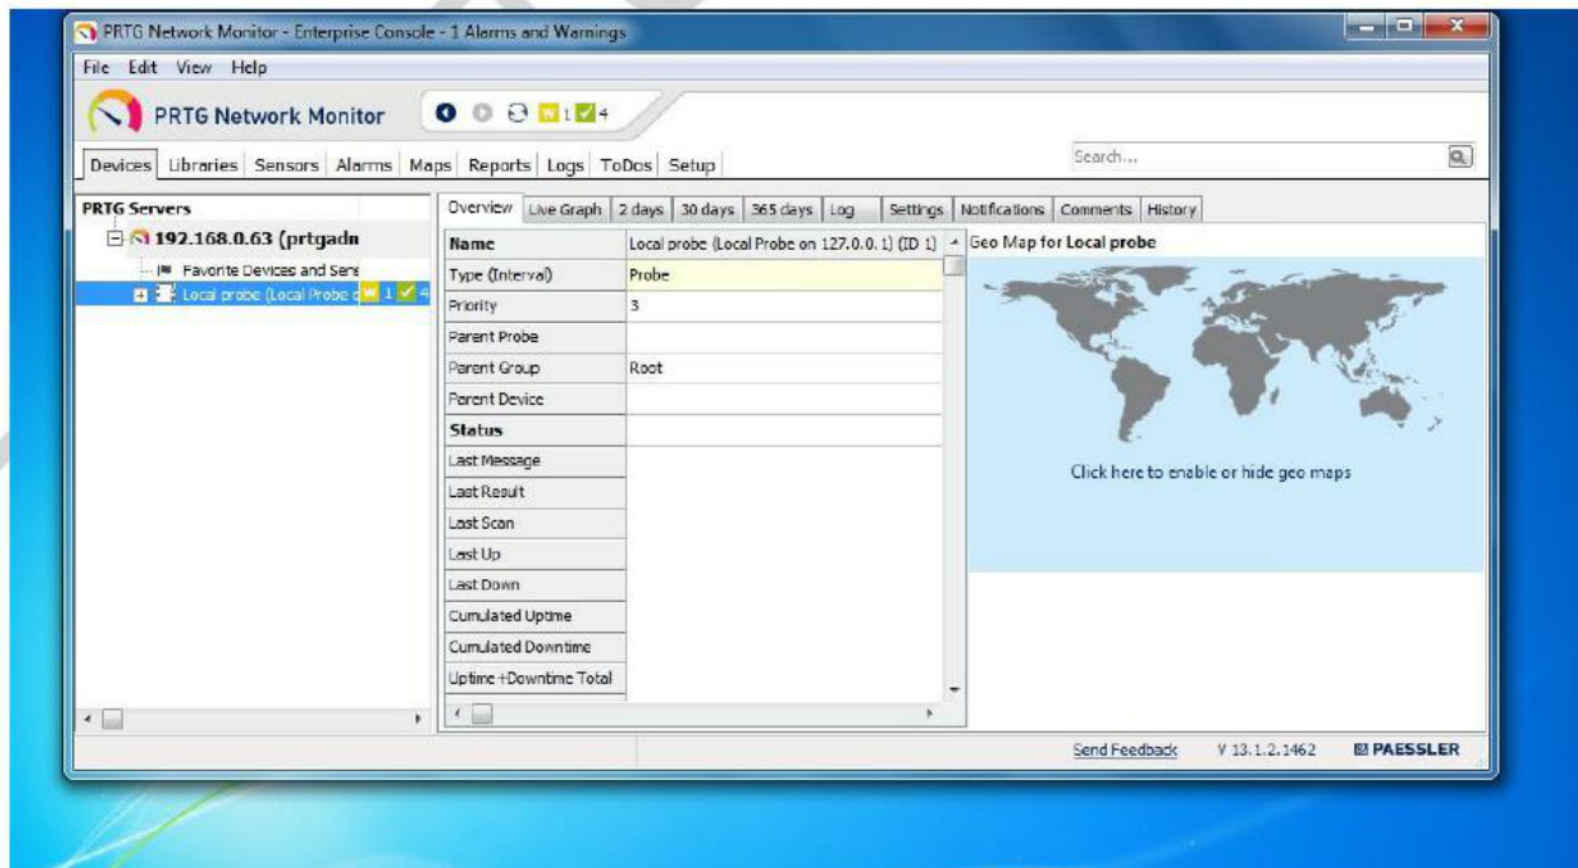 PRTG Network Monitor - Enterprise Console - 1 Alarms and Warnings
File Edit View Help
PRTG Network Monitor
W 1 4
Devices Libraries Sensors Alarms Maps Reports Logs ToDos Setup
Search...
PRTG Servers
192.168.0.63 (prtgadn
Favorite Devices and Sens
Local probe (Local Probe W 1 4
Overview Live Graph 2 days 30 days 365 days Log Settings Notifications Comments History
Name Local probe (Local Probe on 127.0.0.1) (ID 1)
Type (Interval) Probe
Priority 3
Parent Probe
Parent Group Root
Parent Device
Status
Last Message
Last Result
Last Scan
Last Up
Last Down
Cumulated Uptime
Cumulated Downtime
Uptime+Downtime Total
Geo Map for Local probe
Click here to enable or hide geo maps
Send Feedback V 13.1.2.1462 PAESSLER